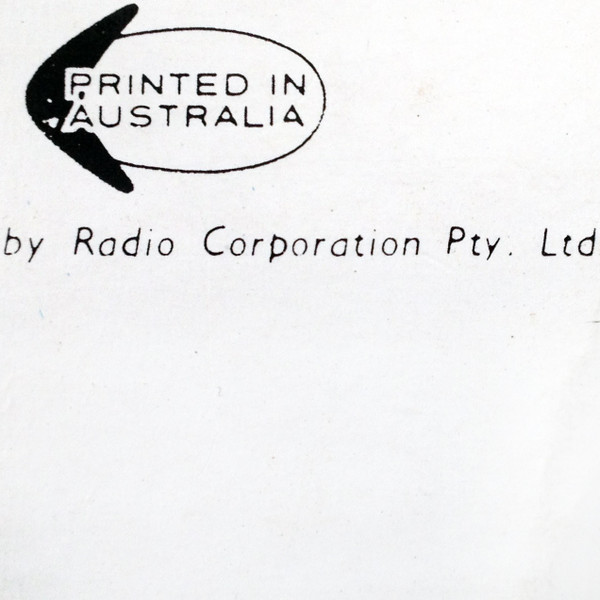 PRINTED IN
AUSTRALIA
by Radio Corporation Pty. Ltd